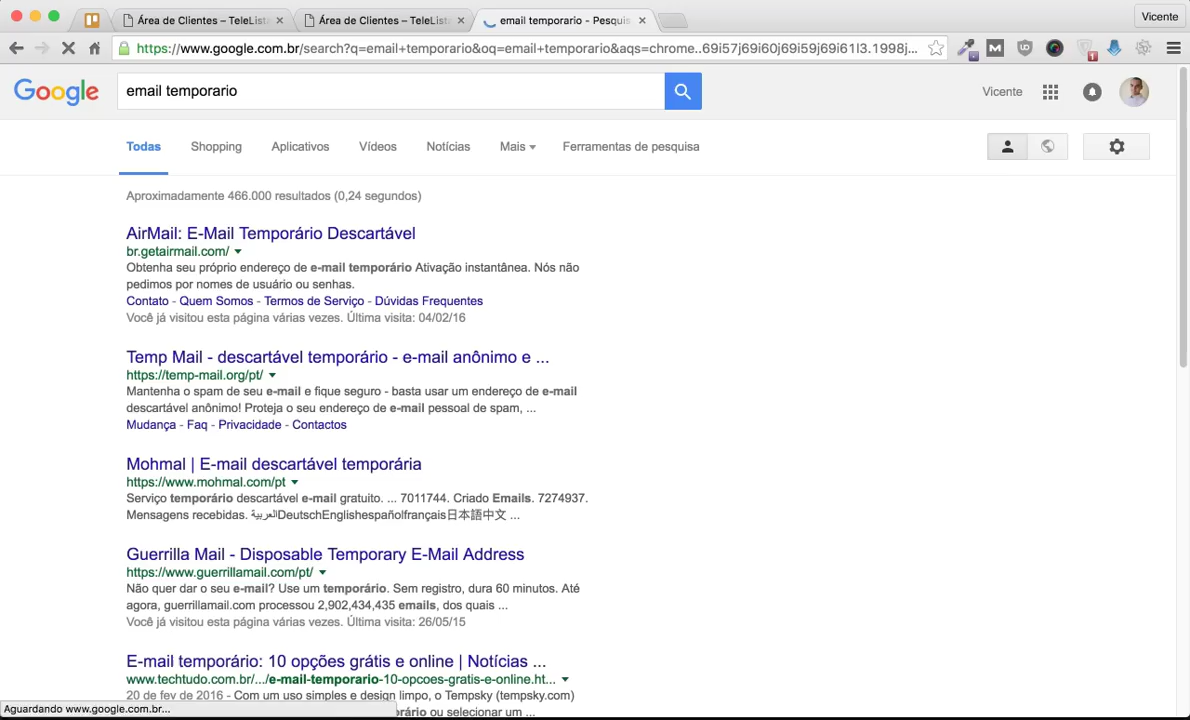 Área de Clientes – TeleLista
Área de Clientes – TeleLista
email temporario - Pesquis
Vicente
https://www.google.com.br/search?q=email+temporario&oq=email+temporario&aqs=chrome..69i57j69i60j69i59j69i61l3.1998j...
Google
email temporario
Vicente
Todas
Shopping
Aplicativos
Vídeos
Notícias
Mais
Ferramentas de pesquisa
Aproximadamente 466.000 resultados (0,24 segundos)
AirMail: E-Mail Temporário Descartável
br.getairmail.com/
Obtenha seu próprio endereço de e-mail temporário Ativação instantânea. Nós não
pedimos por nomes de usuário ou senhas.
Contato - Quem Somos - Termos de Serviço - Dúvidas Frequentes
Você já visitou esta página várias vezes. Última visita: 04/02/16
Temp Mail - descartável temporário - e-mail anônimo e ...
https://temp-mail.org/pt/
Mantenha o spam de seu e-mail e fique seguro - basta usar um endereço de e-mail
descartável anônimo! Proteja o seu endereço de e-mail pessoal de spam, ...
Mudança - Faq - Privacidade - Contactos
Mohmal | E-mail descartável temporária
https://www.mohmal.com/pt
Serviço temporário descartável e-mail gratuito. ... 7011744. Criado Emails. 7274937.
Mensagens recebidas. العربيةDeutschEnglishespañolfrançais日本語中文 ...
Guerrilla Mail - Disposable Temporary E-Mail Address
https://www.guerrillamail.com/pt/
Não quer dar o seu e-mail? Use um temporário. Sem registro, dura 60 minutos. Até
agora, guerrillamail.com processou 2,902,434,435 emails, dos quais ...
Você já visitou esta página várias vezes. Última visita: 26/05/15
E-mail temporário: 10 opções grátis e online | Notícias ...
www.techtudo.com.br/.../e-mail-temporario-10-opcoes-gratis-e-online.ht...
20 de fev de 2016 - Com um uso simples e design limpo, o Tempsky (tempsky.com)
Aguardando www.google.com.br...
rário ou selecionar um ...